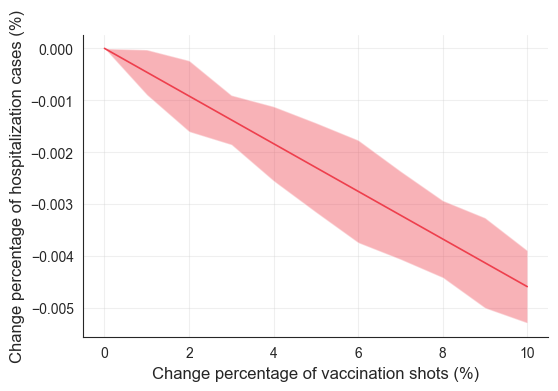 Change percentage of hospitalization cases (%)
0.000
−0.001
−0.002
−0.003
−0.004
−0.005
0 2 4 6 8 10
Change percentage of vaccination shots (%)